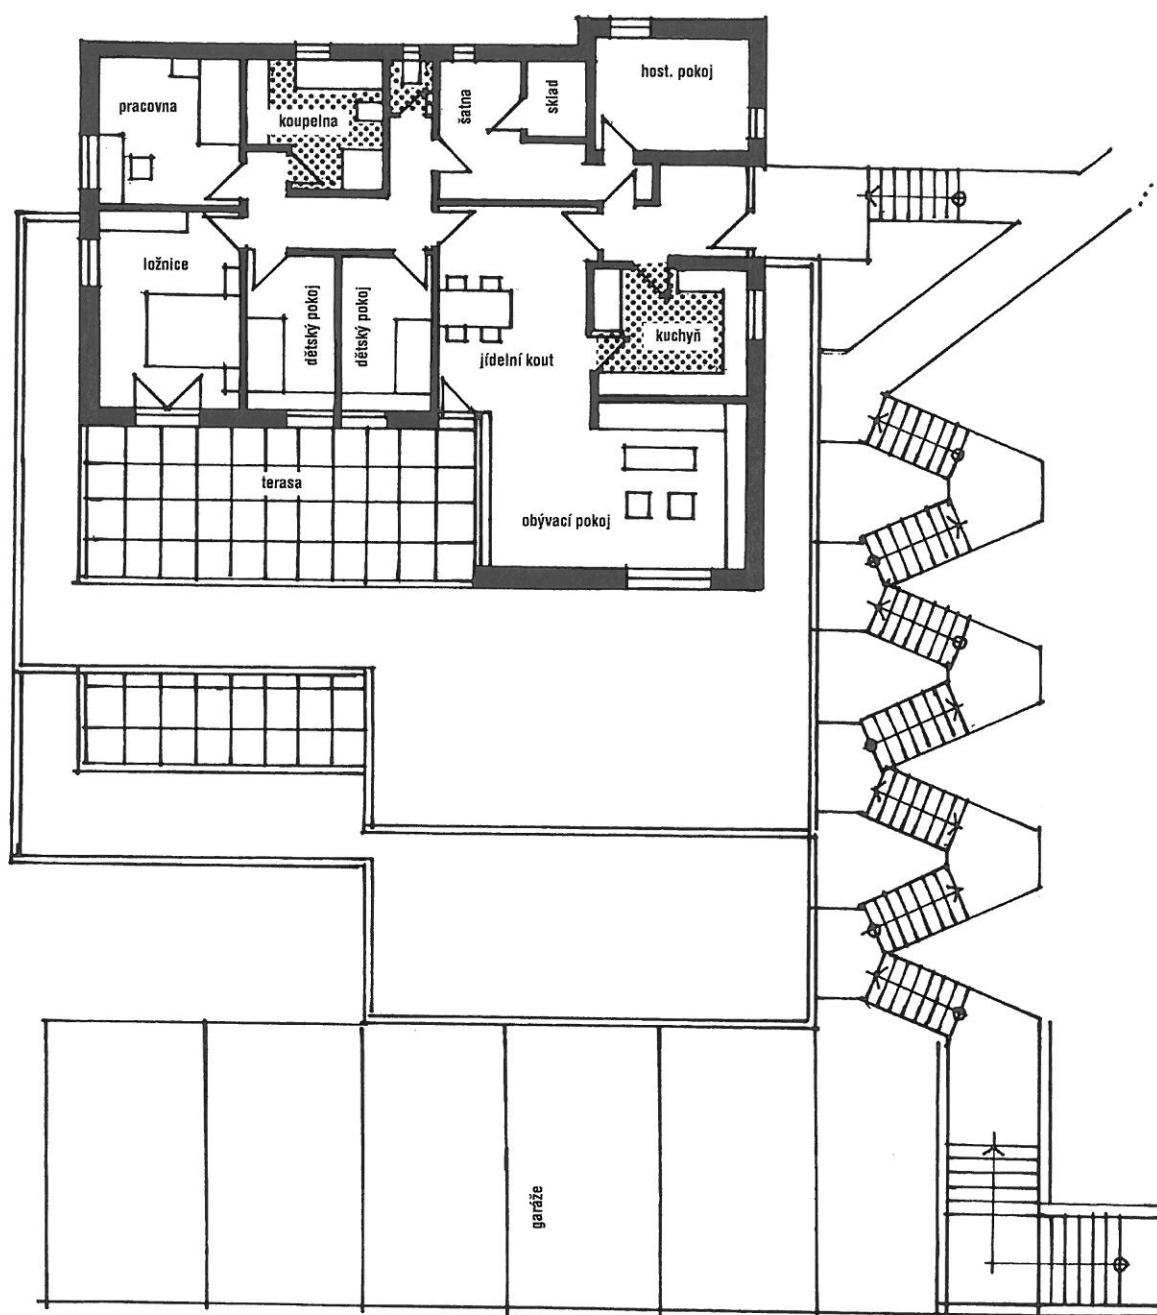 host. pokoj
pracovna
koupelna
šatna
sklad
ložnice
dětský pokoj
dětský pokoj
jídelní kout
kuchyň
terasa
obývací pokoj
garáže